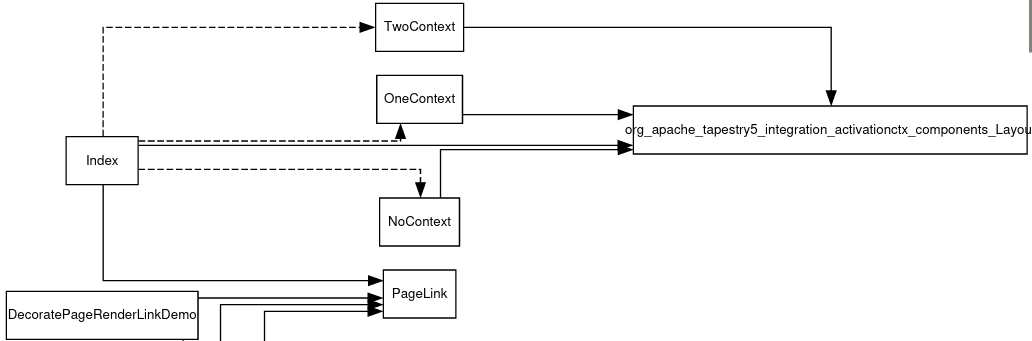 TwoContext
OneContext
org_apache_tapestry5_integration_activationctx_components_Layou
Index
NoContext
PageLink
DecoratePageRenderLinkDemo